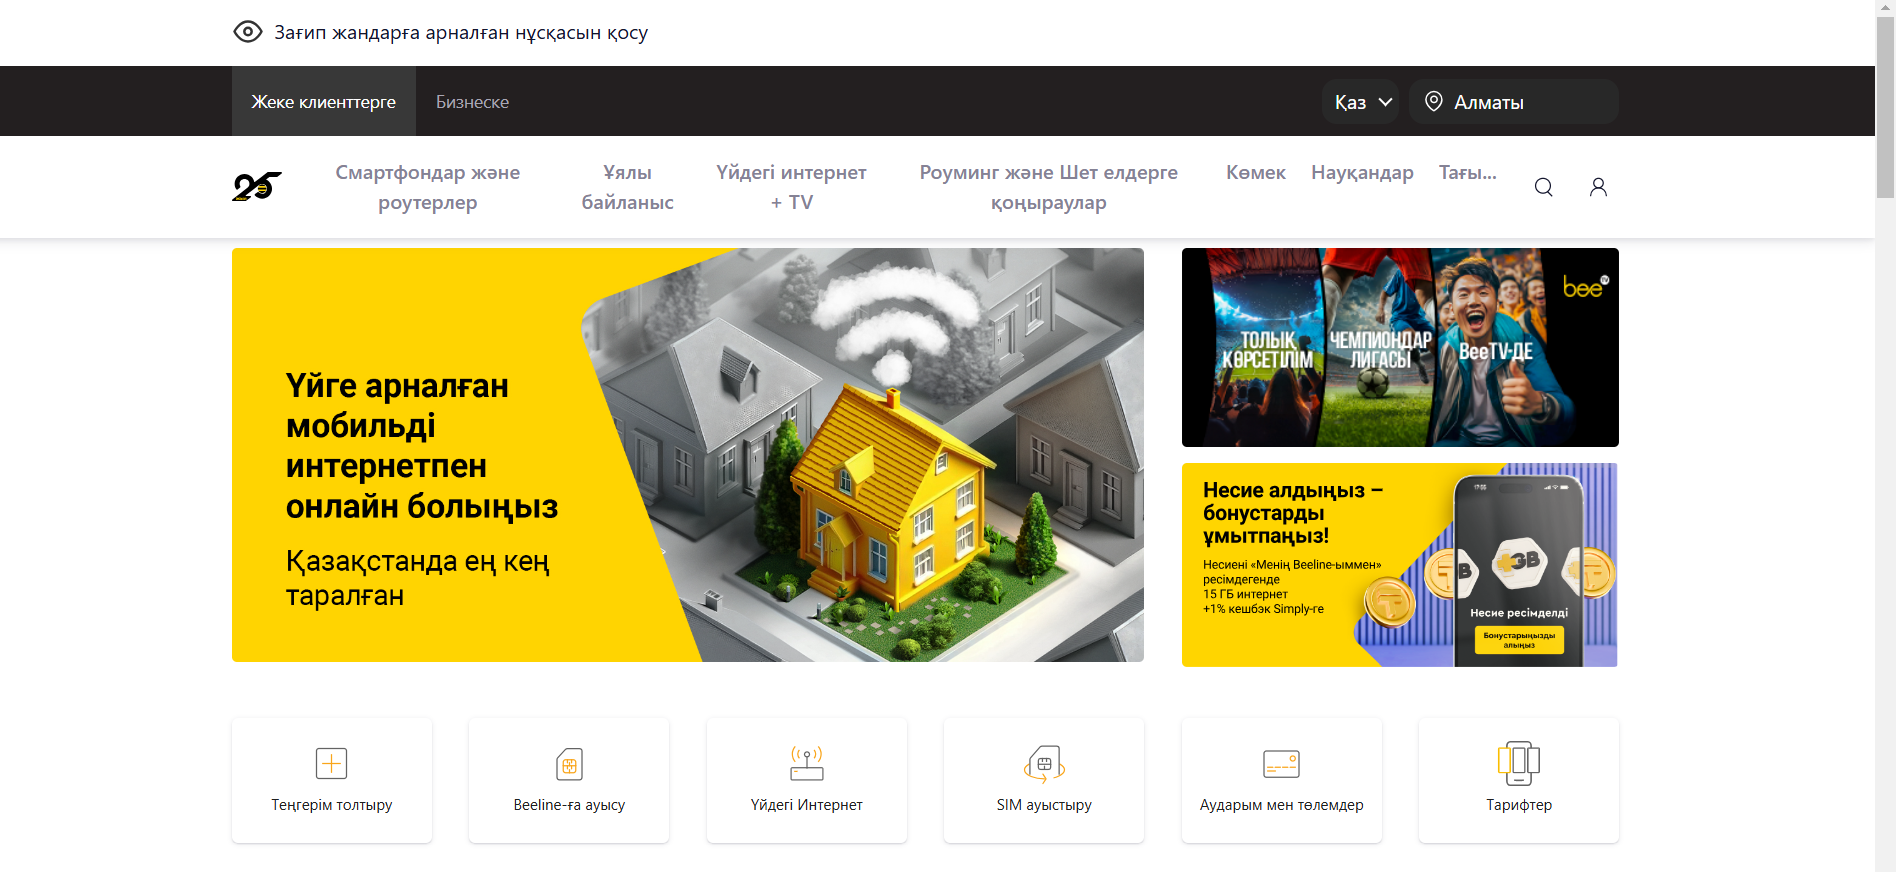 Зағип жандарға арналған нұсқасын қосу
Жеке клиенттерге
Бизнеске
Қаз
Алматы
Смартфондар және
роутерлер
Ұялы
байланыс
Үйдегі интернет
+ TV
Роуминг және Шет елдерге
қоңыраулар
Көмек
Науқандар
Тағы...
25
Үйге арналған
мобильді
интернетпен
онлайн болыңыз
Қазақстанда ең кең
таралған
bee TV
ТОЛЫҚ
КӨРСЕТІЛІМ
ЧЕМПИОНДАР
ЛИГАСЫ
BeeTV-ДЕ
Несие алдыңыз –
бонустарды
ұмытпаңыз!
Несиені «Менің Beeline-ыммен»
ресімдегенде
15 ГБ интернет
+1% кешбэк Simply-ге
17:55
Несие ресімделді
Бонустарыңызды
алыңыз
Теңгерім толтыру
Beeline-ға ауысу
Үйдегі Интернет
SIM ауыстыру
Аударым мен төлемдер
Тарифтер